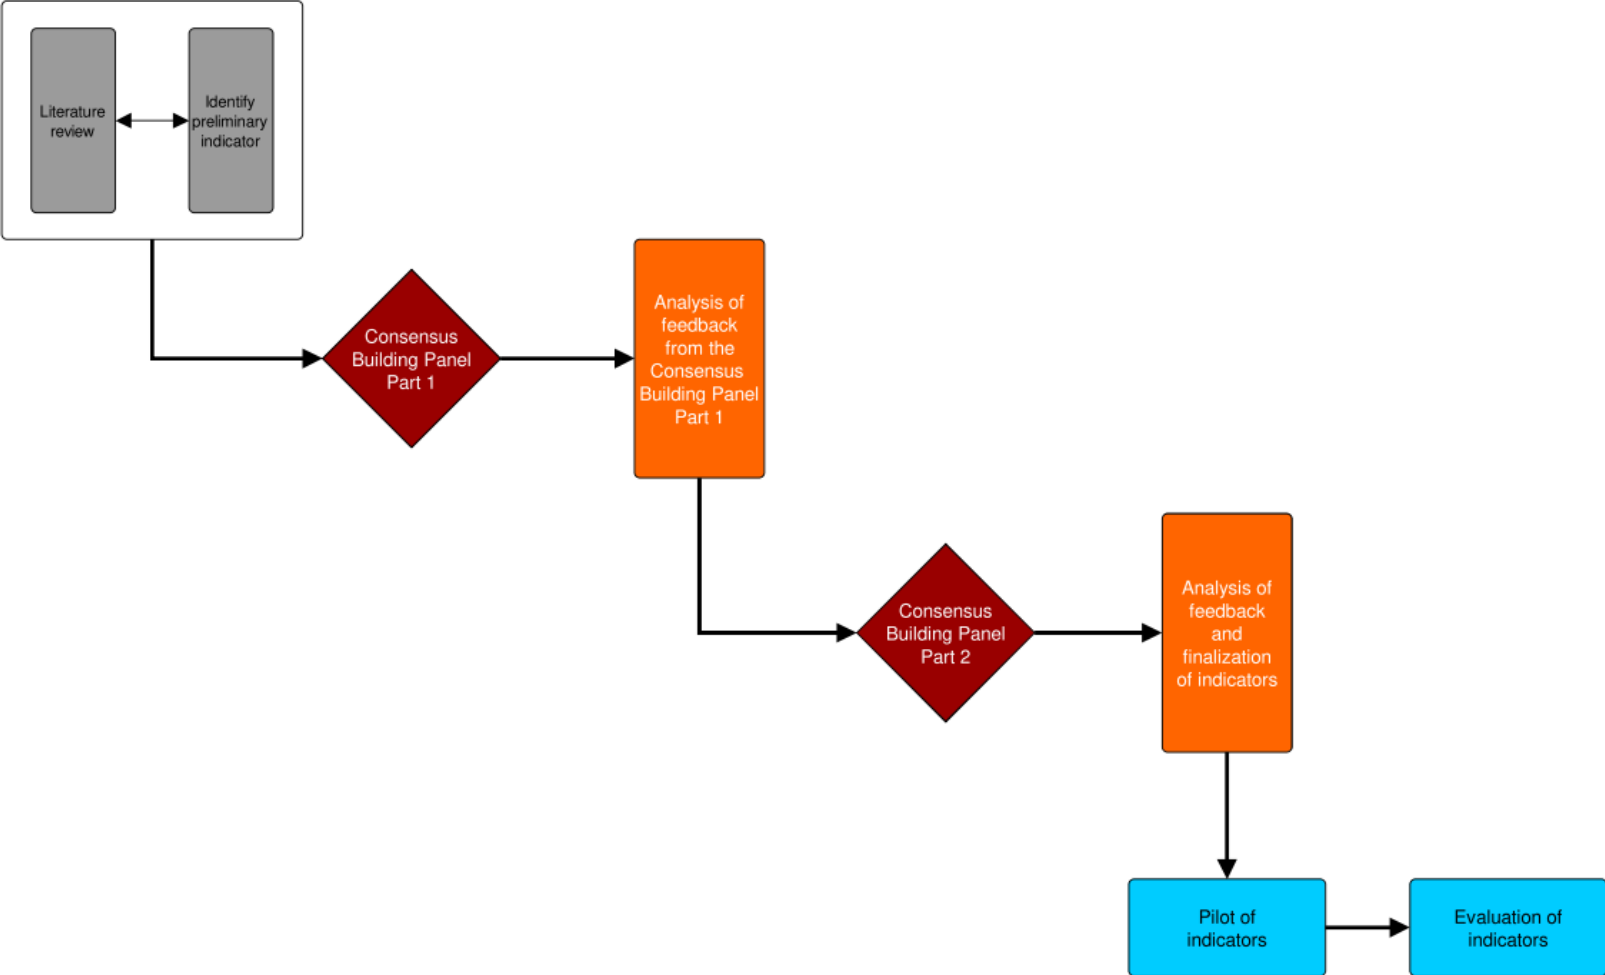 Literature
review
Identify
preliminary
indicator
Consensus
Building Panel
Part 1
Analysis of
feedback
from the
Consensus
Building Panel
Part 1
Consensus
Building Panel
Part 2
Analysis of
feedback
and
finalization
of indicators
Pilot of
indicators
Evaluation of
indicators